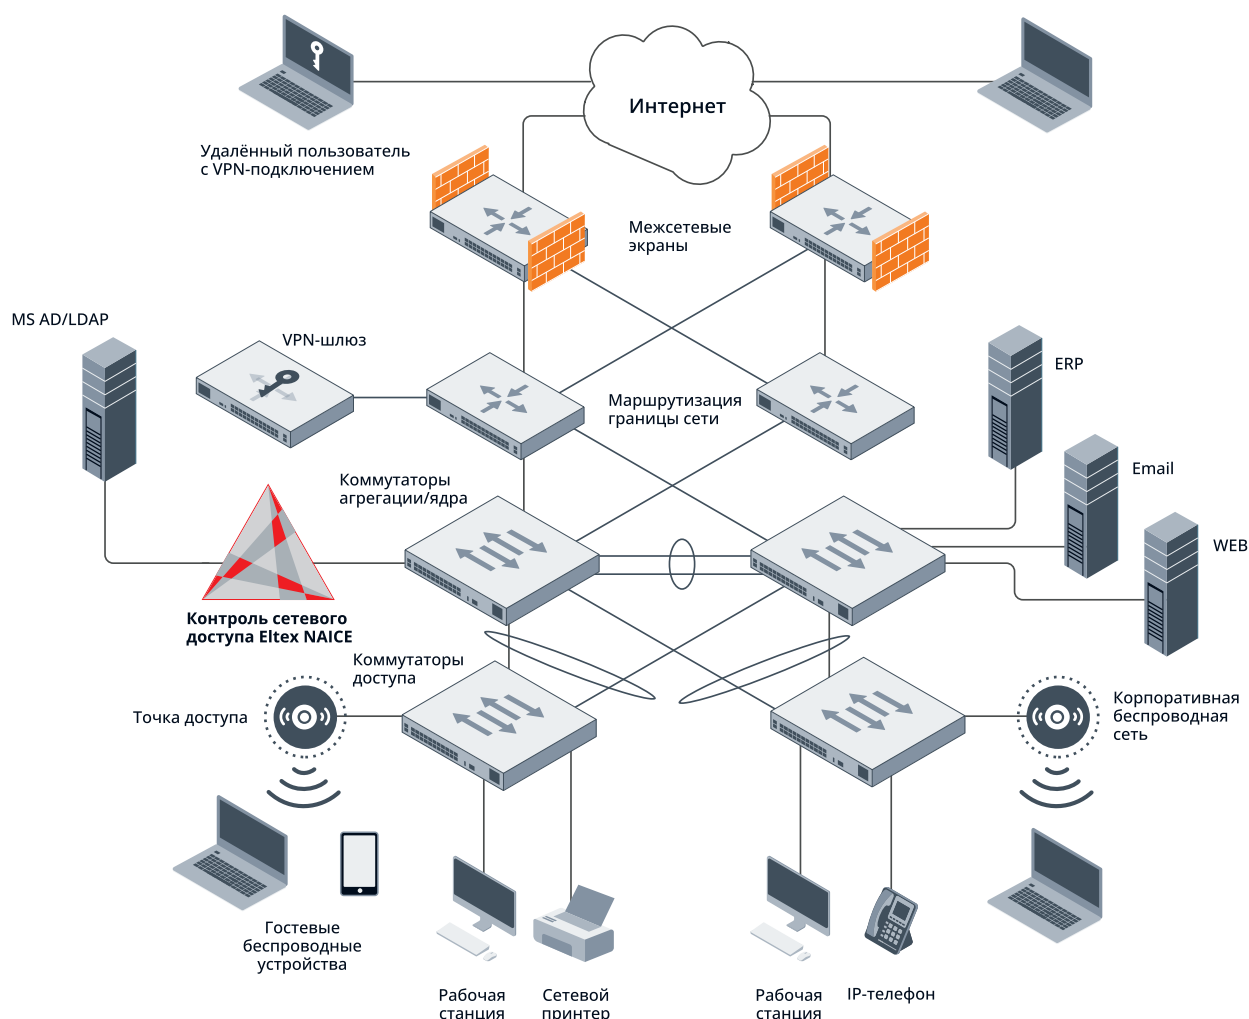 Интернет
Удалённый пользователь
с VPN-подключением
Межсетевые
экраны
MS AD/LDAP
VPN-шлюз
ERP
Маршрутизация
границы сети
Email
Коммутаторы
агрегации/ядра
WEB
Контроль сетевого
доступа Eltex NAICE
Коммутаторы
доступа
Точка доступа
Корпоративная
беспроводная
сеть
Гостевые
беспроводные
устройства
Рабочая
станция
Сетевой
принтер
Рабочая
станция
IP-телефон